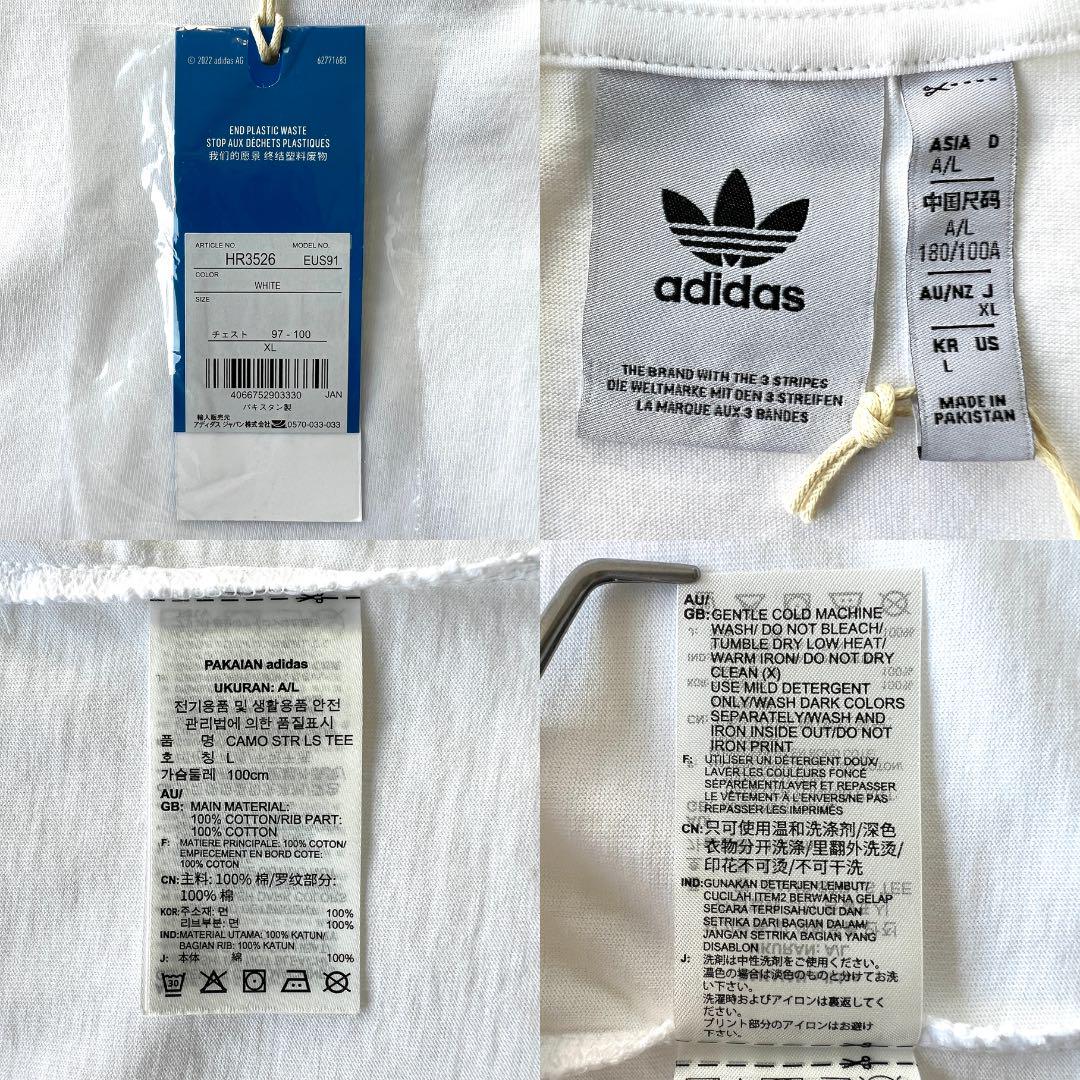 © 2022 adidas AG 62771683
END PLASTIC WASTE
STOP AUX DECHETS PLASTIQUES
我们的愿景 终结塑料废物
ARTICLE NO. MODEL NO.
HR3526 EUS91
COLOR
WHITE
SIZE
チェスト 97 - 100
XL
4066752903330 JAN
パキスタン製
輸入販売元
アディダス ジャパン株式会社 0570-033-033
adidas
THE BRAND WITH THE 3 STRIPES
DIE WELTMARKE MIT DEN 3 STREIFEN
LA MARQUE AUX 3 BANDES
ASIA D
A/L
中国尺码
A/L
180/100A
AU/NZ J
XL
KR US
L
MADE IN
PAKISTAN
PAKAIAN adidas
UKURAN: A/L
전기용품 및 생활용품 안전
관리법에 의한 품질표시
품 명 CAMO STR LS TEE
호 칭 L
가슴둘레 100cm
AU/
GB: MAIN MATERIAL:
100% COTTON/RIB PART:
100% COTTON
F: MATIERE PRINCIPALE: 100% COTON/
EMPIECEMENT EN BORD COTE:
100% COTON
CN:主料: 100% 棉/罗纹部分:
100% 棉
KOR:주소재: 면 100%
리브부분: 면 100%
IND:MATERIAL UTAMA: 100% KATUN/
BAGIAN RIB: 100% KATUN
J: 本体 綿 100%
30
AU/
GB:GENTLE COLD MACHINE
WASH/ DO NOT BLEACH/
TUMBLE DRY LOW HEAT/
WARM IRON/ DO NOT DRY
CLEAN (X)
USE MILD DETERGENT
ONLY/WASH DARK COLORS
SEPARATELY/WASH AND
IRON INSIDE OUT/DO NOT
IRON PRINT
F: UTILISER UN DÉTERGENT DOUX/
LAVER LES COULEURS FONCÉ
SÉPARÉMENT/LAVER ET REPASSER
LE VÊTEMENT À L'ENVERS/NE PAS
REPASSER LES IMPRIMÉS
CN:只可使用温和洗涤剂/深色
衣物分开洗涤/里翻外洗烫/
印花不可烫/不可干洗
IND:GUNAKAN DETERJEN LEMBUT/
CUCILAH ITEM2 BERWARNA GELAP
SECARA TERPISAH/CUCI DAN
SETRIKA DARI BAGIAN DALAM/
JANGAN SETRIKA BAGIAN YANG
DISABLON
J: 洗剤は中性洗剤をご使用ください。
濃色の場合は淡色のものと分けてお洗
い下さい。
洗濯時およびアイロンは裏返してく
ださい。
プリント部分のアイロンはお避け
下さい。